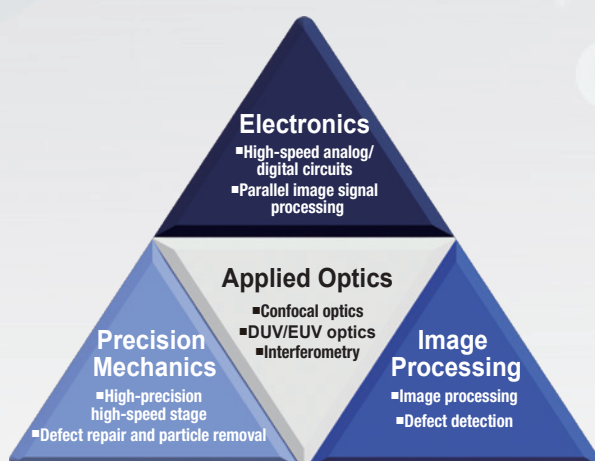 Electronics
■High-speed analog/
digital circuits
■Parallel image signal
processing
Applied Optics
■Confocal optics
■DUV/EUV optics
■Interferometry
Precision
Mechanics
■High-precision
high-speed stage
■Defect repair and particle removal
Image
Processing
■Image processing
■Defect detection